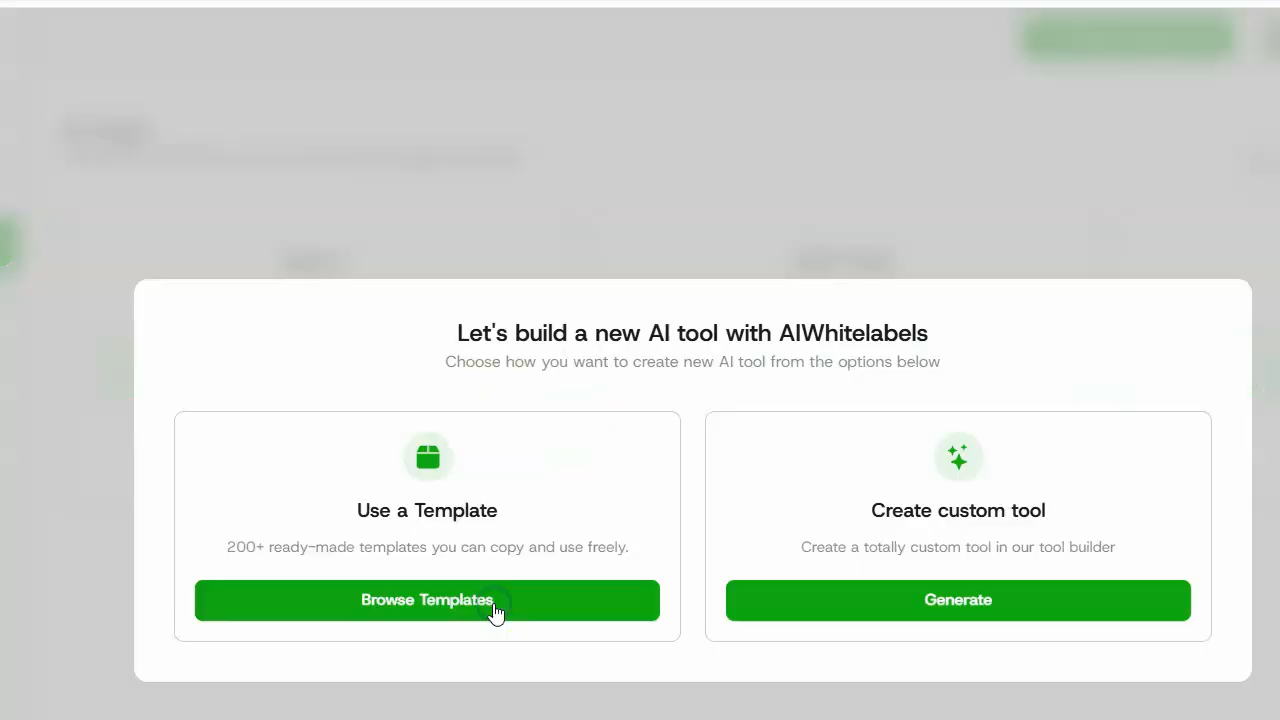 Let's build a new AI tool with AIWhitelabels
Choose how you want to create new AI tool from the options below
Use a Template
200+ ready-made templates you can copy and use freely.
Browse Templates
Create custom tool
Create a totally custom tool in our tool builder
Generate